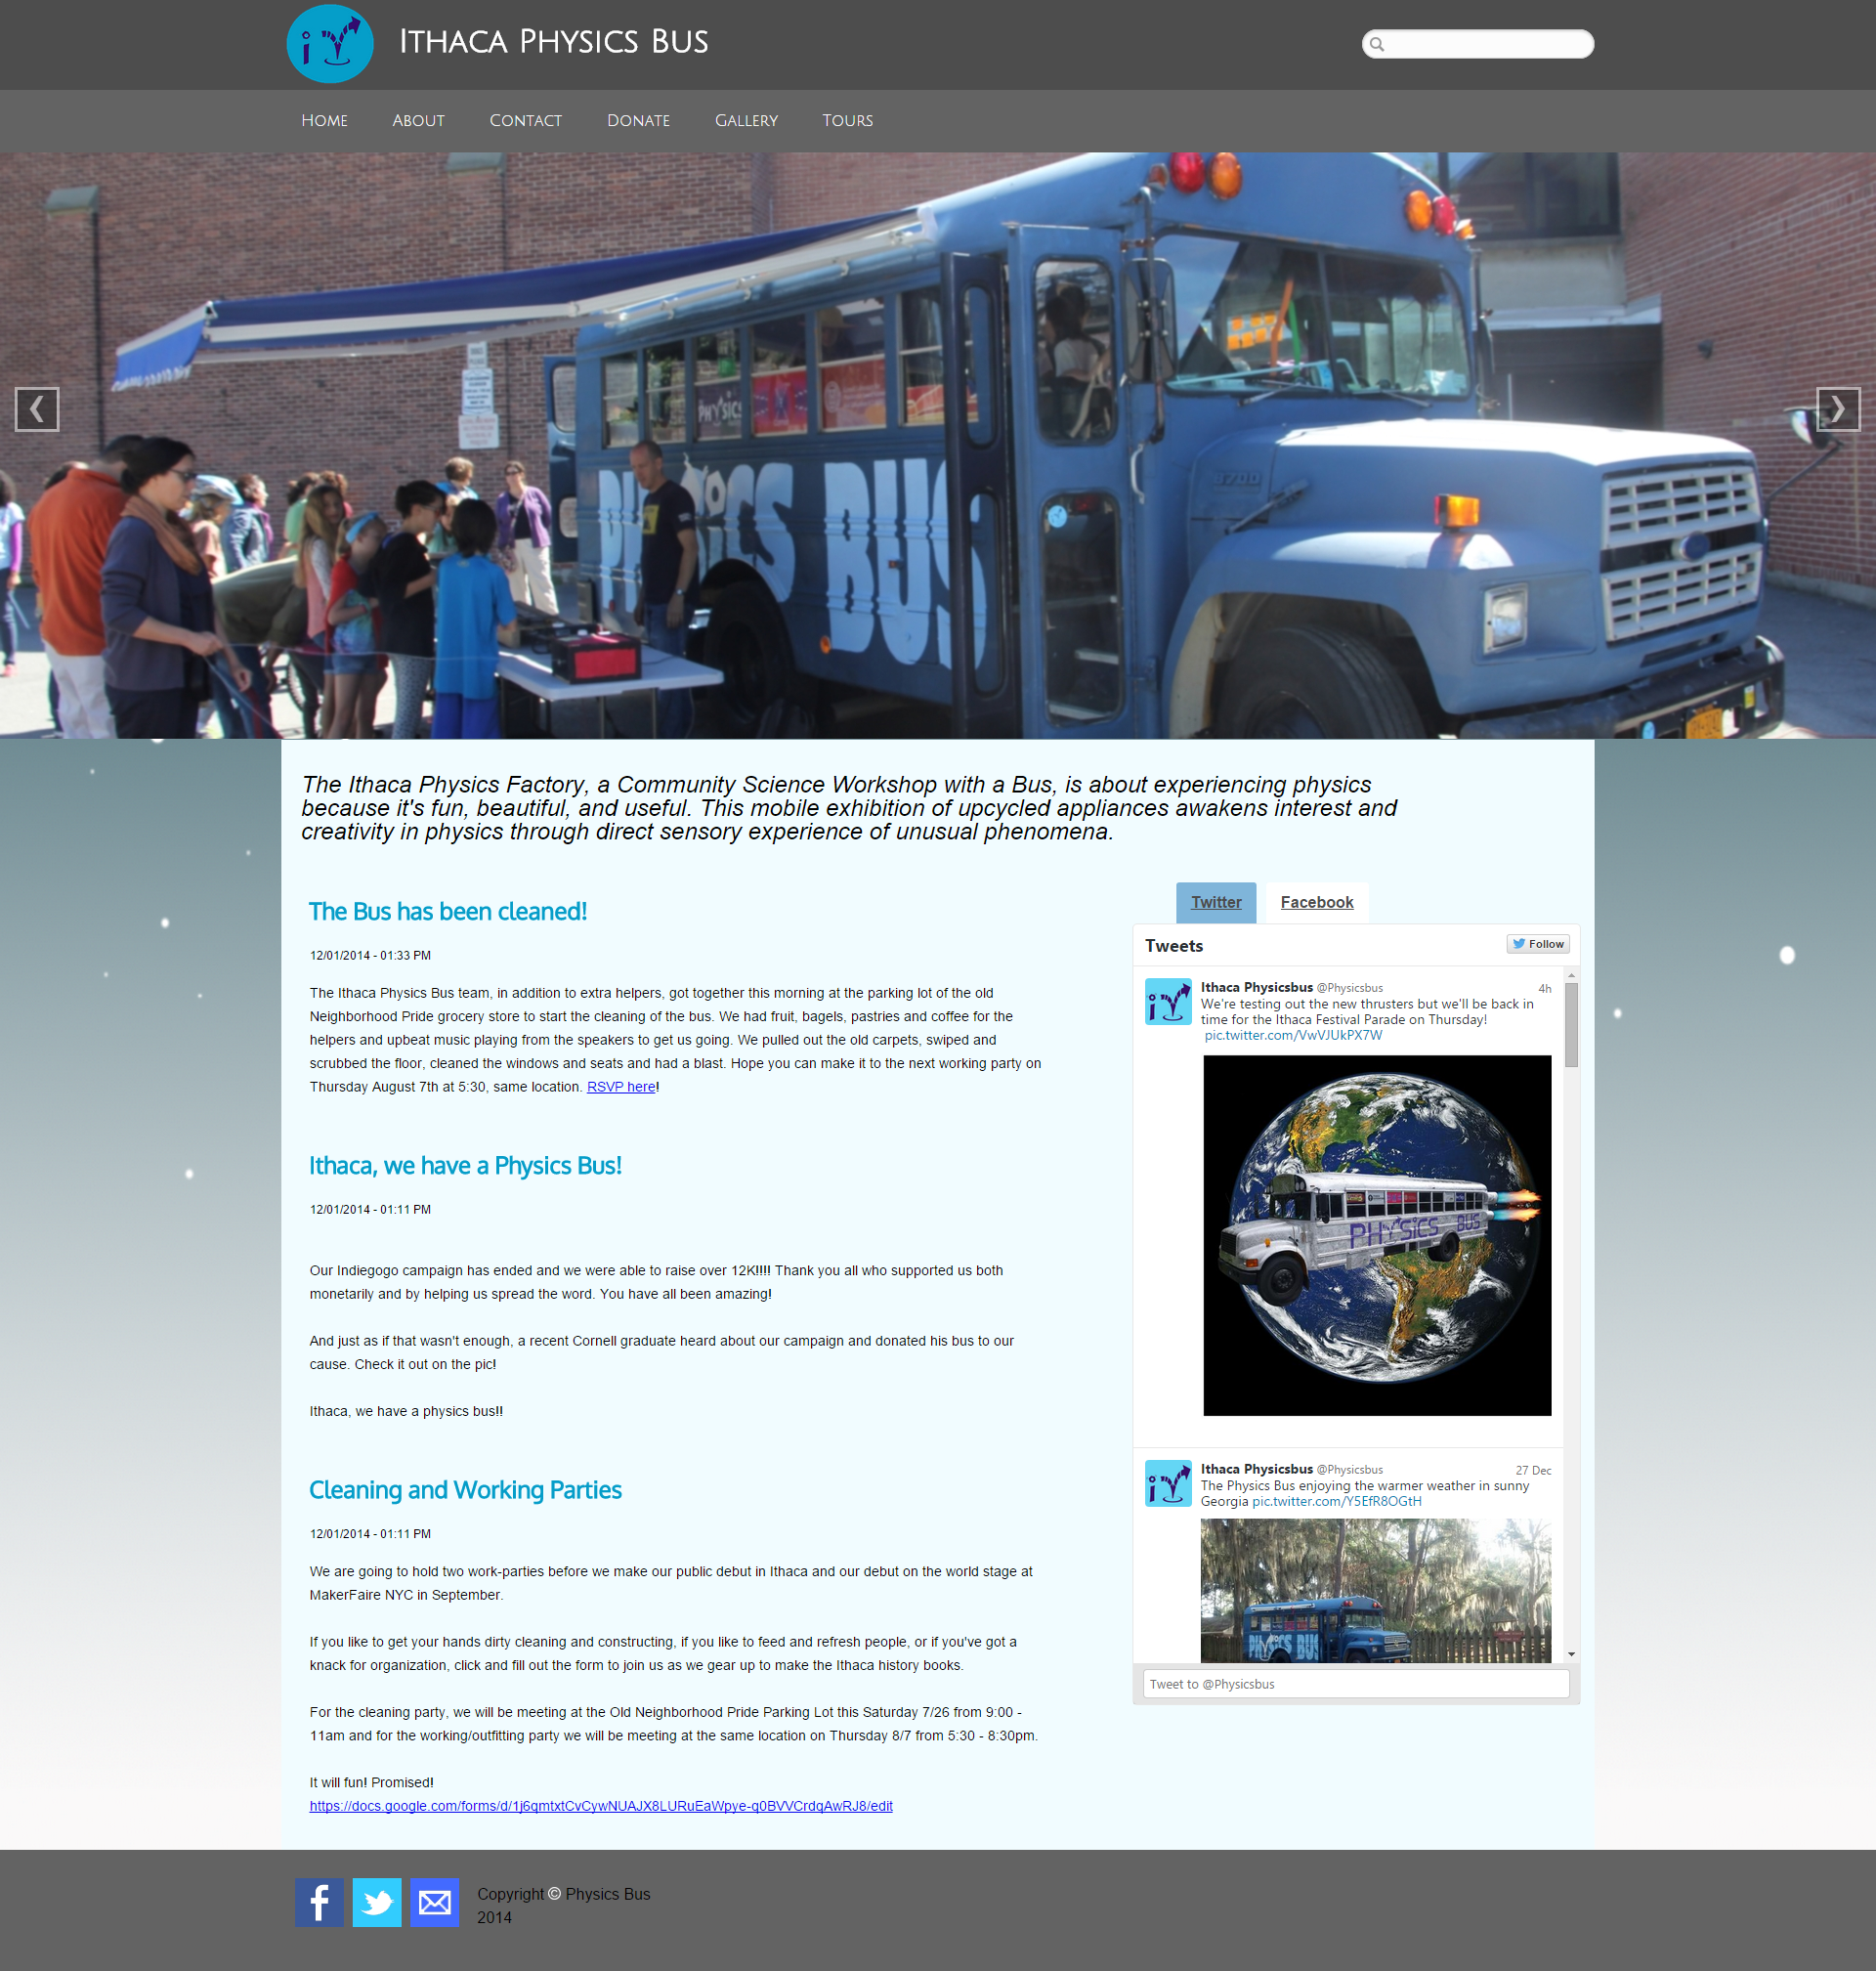 ITHACA PHYSICS BUS
HOME ABOUT CONTACT DONATE GALLERY TOURS
PHYSICS
PHYSICS BUS
The Ithaca Physics Factory, a Community Science Workshop with a Bus, is about experiencing physics
because it's fun, beautiful, and useful. This mobile exhibition of upcycled appliances awakens interest and
creativity in physics through direct sensory experience of unusual phenomena.
The Bus has been cleaned!
12/01/2014 - 01:33 PM
The Ithaca Physics Bus team, in addition to extra helpers, got together this morning at the parking lot of the old
Neighborhood Pride grocery store to start the cleaning of the bus. We had fruit, bagels, pastries and coffee for the
helpers and upbeat music playing from the speakers to get us going. We pulled out the old carpets, swiped and
scrubbed the floor, cleaned the windows and seats and had a blast. Hope you can make it to the next working party on
Thursday August 7th at 5:30, same location. RSVP here!
Ithaca, we have a Physics Bus!
12/01/2014 - 01:11 PM
Our Indiegogo campaign has ended and we were able to raise over 12K!!!! Thank you all who supported us both
monetarily and by helping us spread the word. You have all been amazing!
And just as if that wasn't enough, a recent Cornell graduate heard about our campaign and donated his bus to our
cause. Check it out on the pic!
Ithaca, we have a physics bus!!
Cleaning and Working Parties
12/01/2014 - 01:11 PM
We are going to hold two work-parties before we make our public debut in Ithaca and our debut on the world stage at
MakerFaire NYC in September.
If you like to get your hands dirty cleaning and constructing, if you like to feed and refresh people, or if you've got a
knack for organization, click and fill out the form to join us as we gear up to make the Ithaca history books.
For the cleaning party, we will be meeting at the Old Neighborhood Pride Parking Lot this Saturday 7/26 from 9:00 -
11am and for the working/outfitting party we will be meeting at the same location on Thursday 8/7 from 5:30 - 8:30pm.
It will fun! Promised!
https://docs.google.com/forms/d/1j6qmtxtCvCywNUAJX8LURuEaWpye-q0BVVCrdqAwRJ8/edit
Twitter Facebook
Tweets Follow
Ithaca Physicsbus @Physicsbus 4h
We're testing out the new thrusters but we'll be back in
time for the Ithaca Festival Parade on Thursday!
pic.twitter.com/VwVJUkPX7W
PHYSICS BUS
Ithaca Physicsbus @Physicsbus 27 Dec
The Physics Bus enjoying the warmer weather in sunny
Georgia pic.twitter.com/Y5EfR8OGtH
PHYSICS BUS
Tweet to @Physicsbus
Copyright © Physics Bus
2014